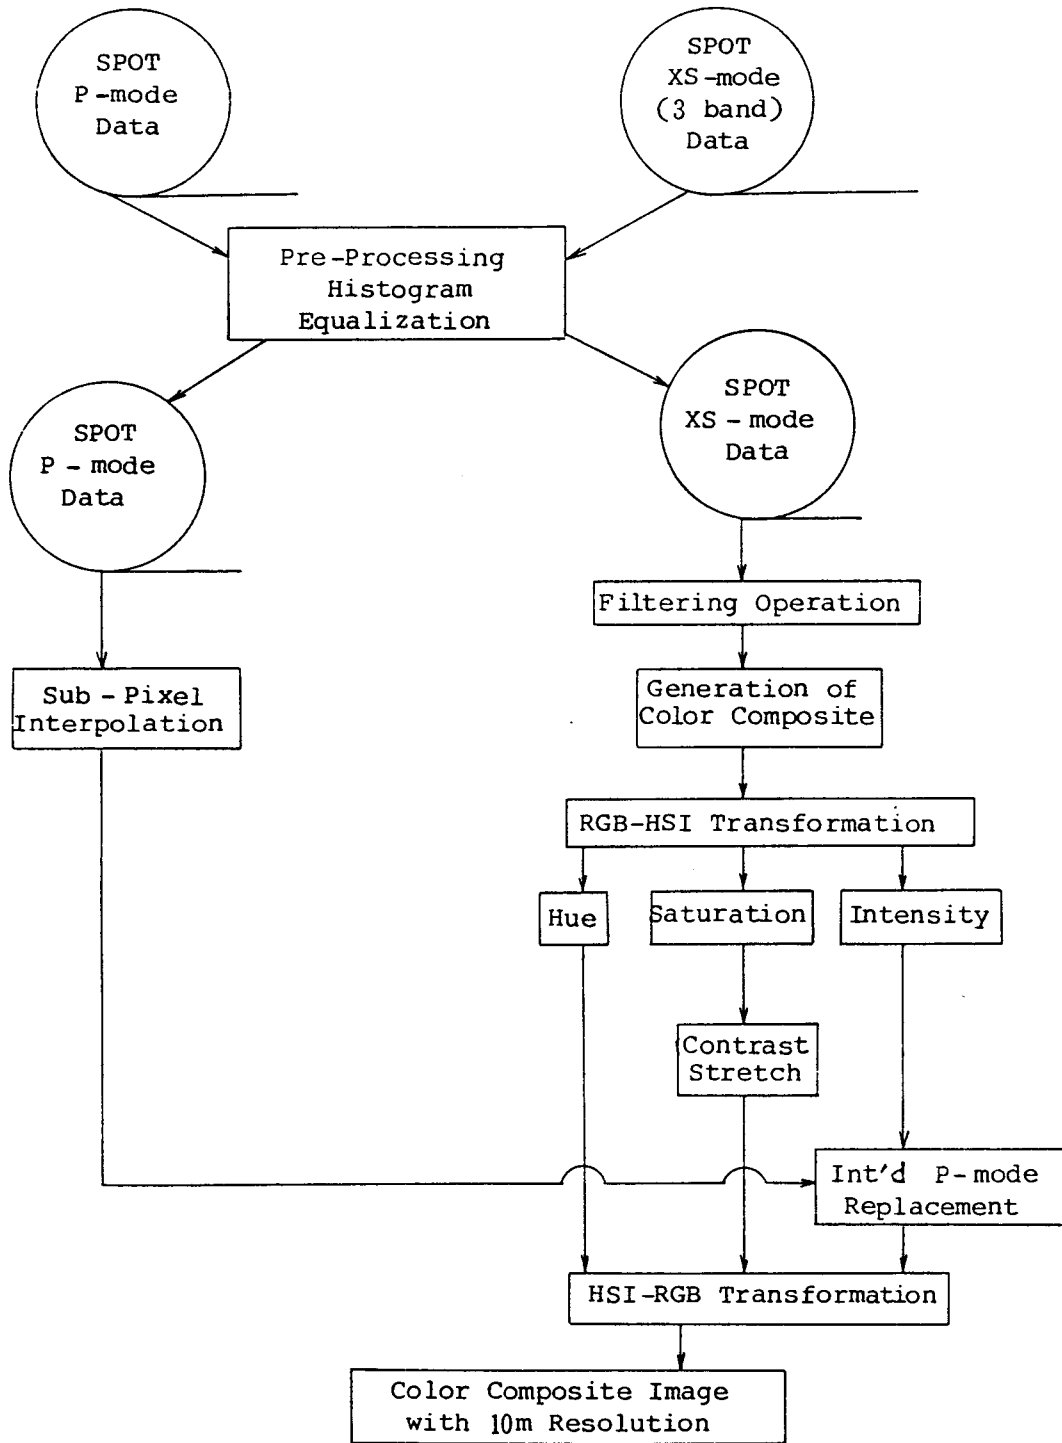 SPOT
P-mode
Data
SPOT
XS-mode
(3 band)
Data
Pre-Processing
Histogram
Equalization
SPOT
P - mode
Data
SPOT
XS - mode
Data
Filtering Operation
Sub - Pixel
Interpolation
Generation of
Color Composite
RGB-HSI Transformation
Hue
Saturation
Intensity
Contrast
Stretch
Int'd P-mode
Replacement
HSI-RGB Transformation
Color Composite Image
with 10m Resolution